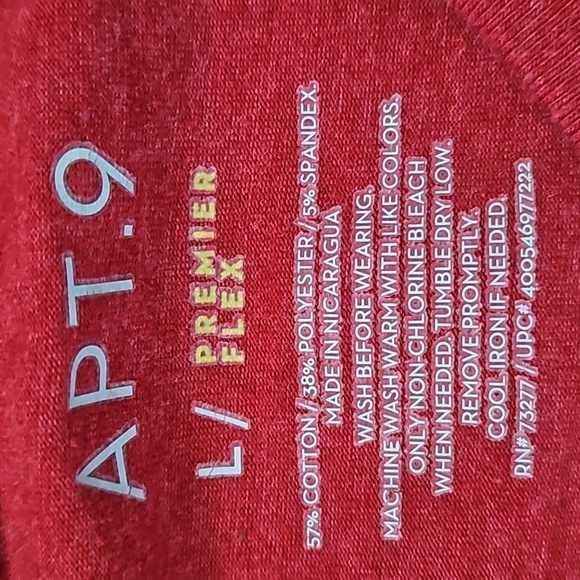 APT.9
L/ PREMIER FLEX
57% COTTON// 38% POLYESTER// 5% SPANDEX.
MADE IN NICARAGUA
WASH BEFORE WEARING.
MACHINE WASH WARM WITH LIKE COLORS.
ONLY NON-CHLORINE BLEACH
WHEN NEEDED. TUMBLE DRY LOW.
REMOVE PROMPTLY.
COOL IRON IF NEEDED.
RN# 73277 / UPC# 400546977222